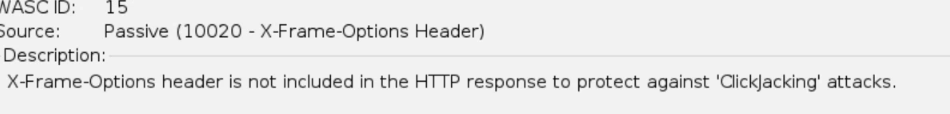 WASC ID: 15
Source: Passive (10020 - X-Frame-Options Header)
Description:
X-Frame-Options header is not included in the HTTP response to protect against 'ClickJacking' attacks.